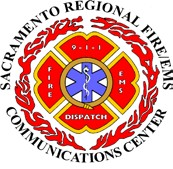 SACRAMENTO REGIONAL FIRE/EMS
9-1-1
FIRE
EMS
DISPATCH
COMMUNICATIONS CENTER